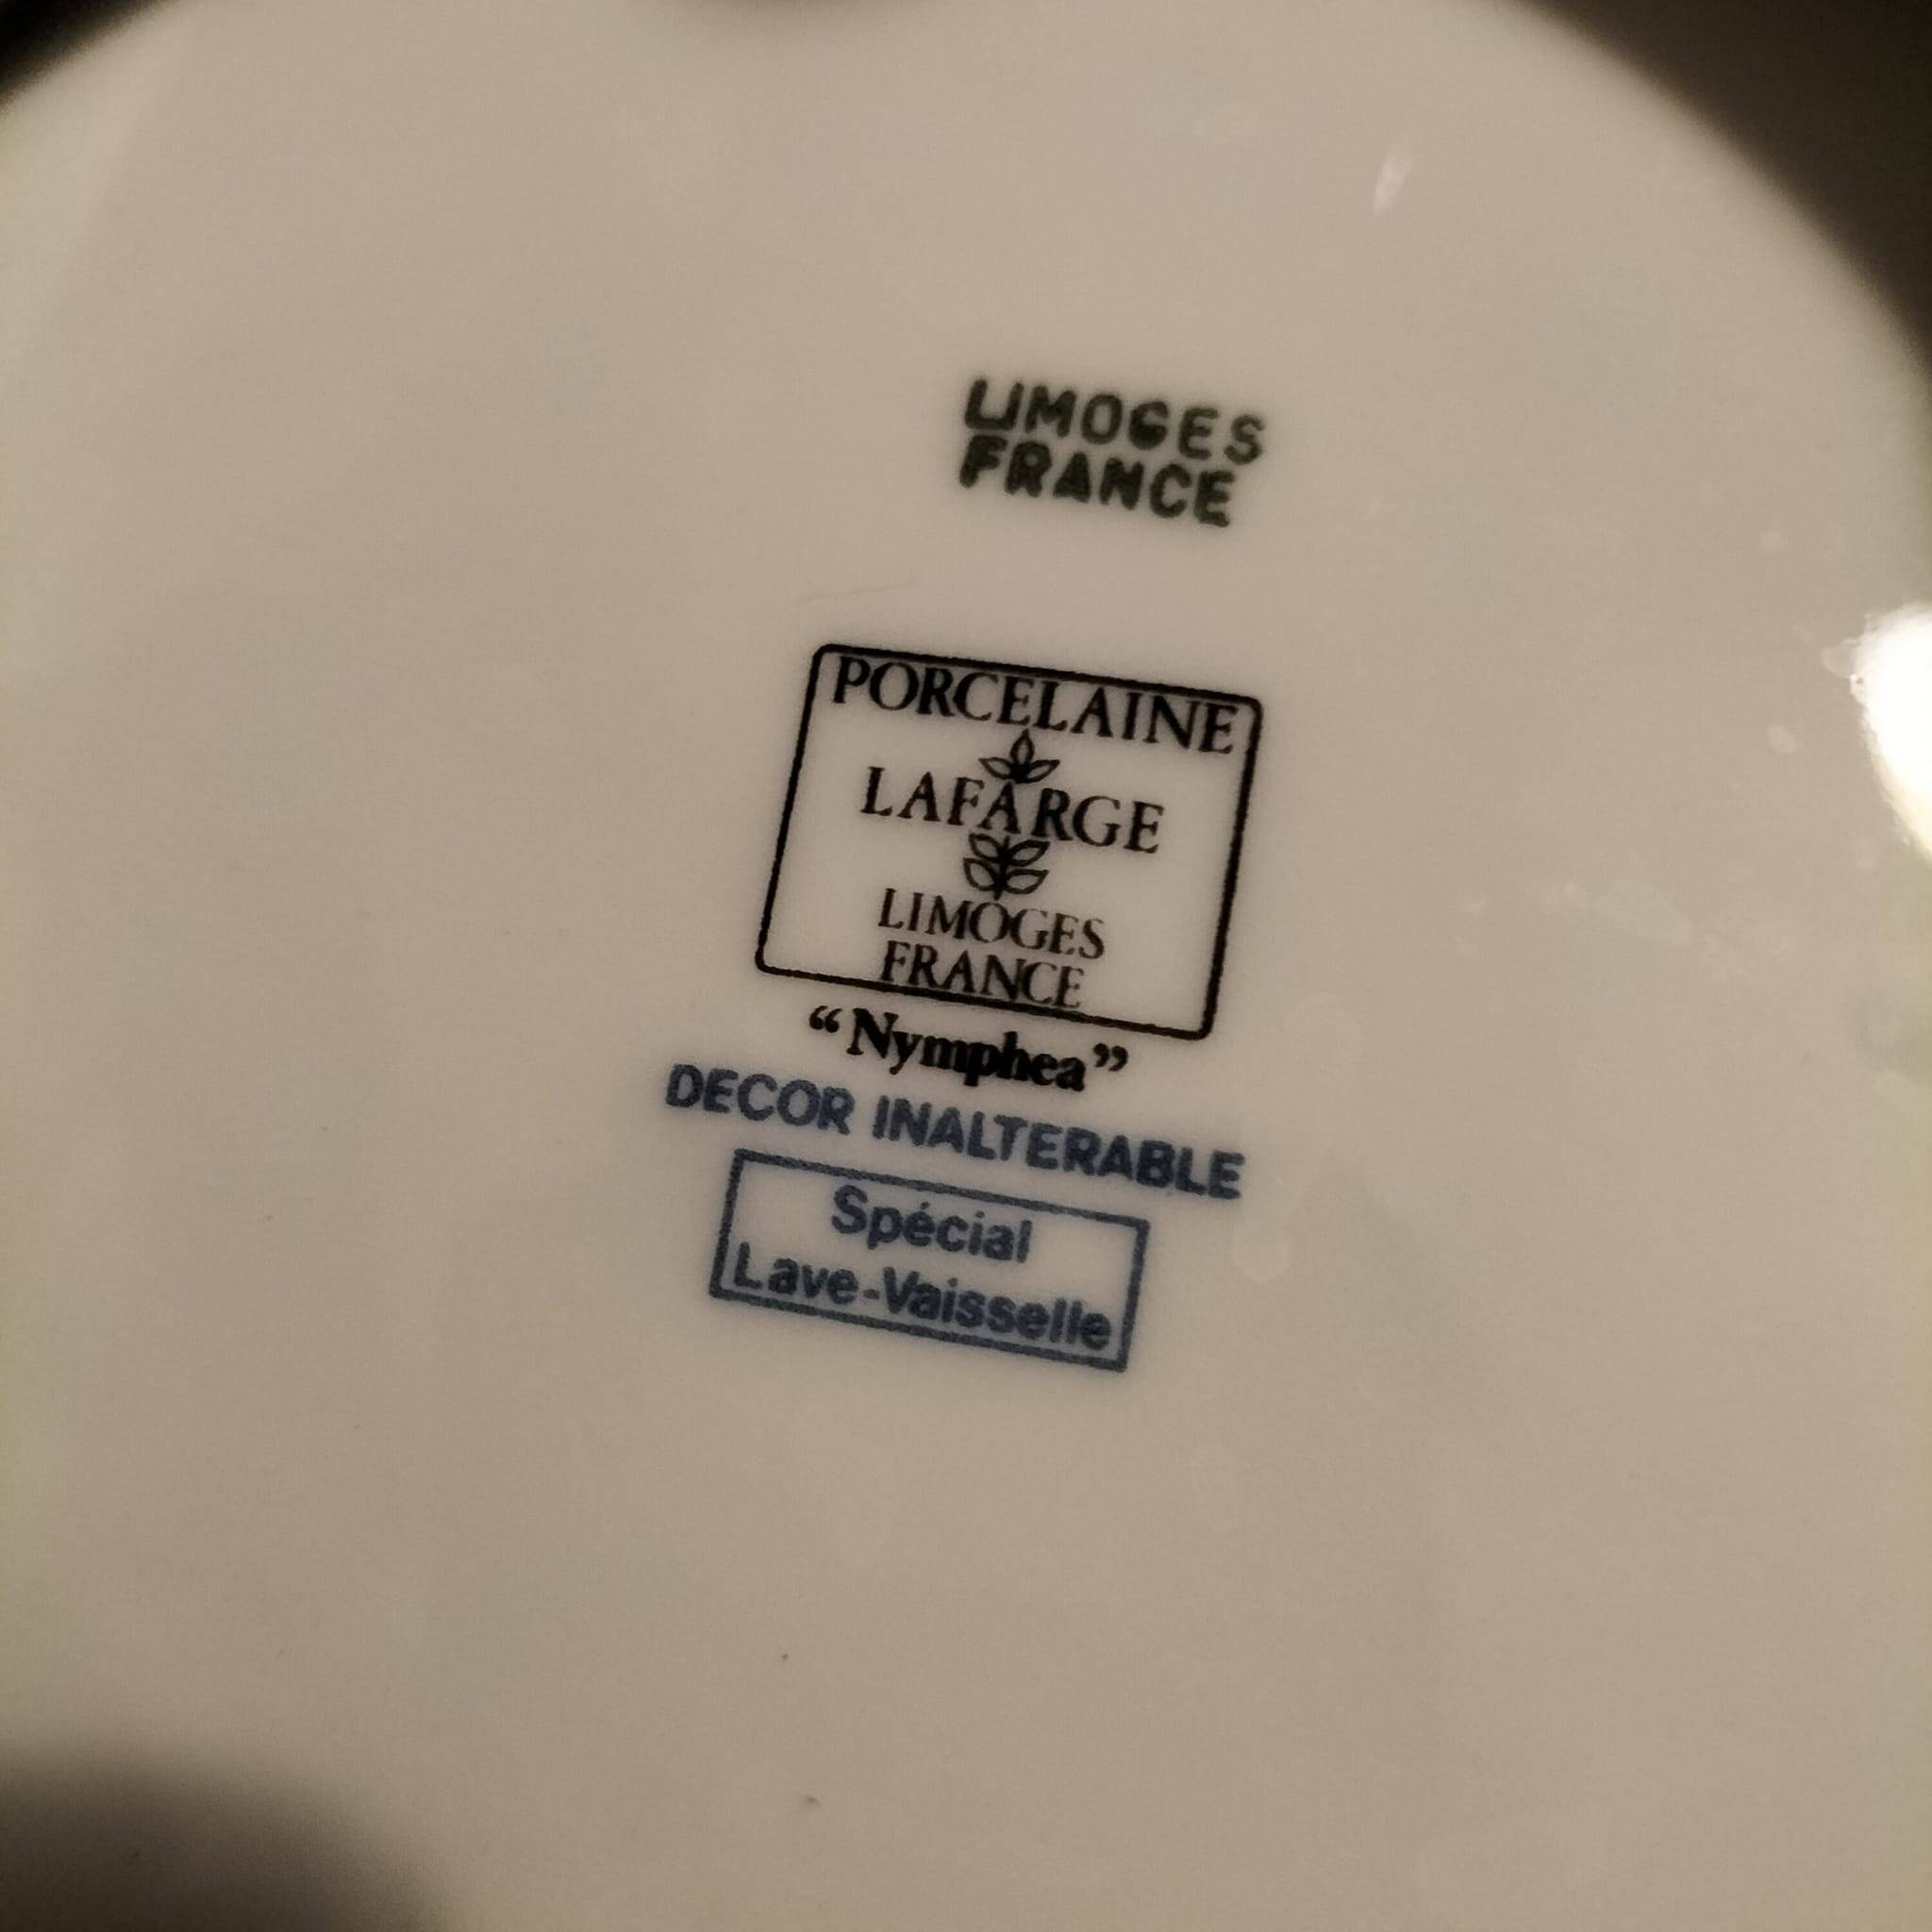 LIMOGES
FRANCE
PORCELAINE
LAFARGE
LIMOGES
FRANCE
“Nymphea”
DECOR INALTERABLE
Spécial
Lave-Vaisselle